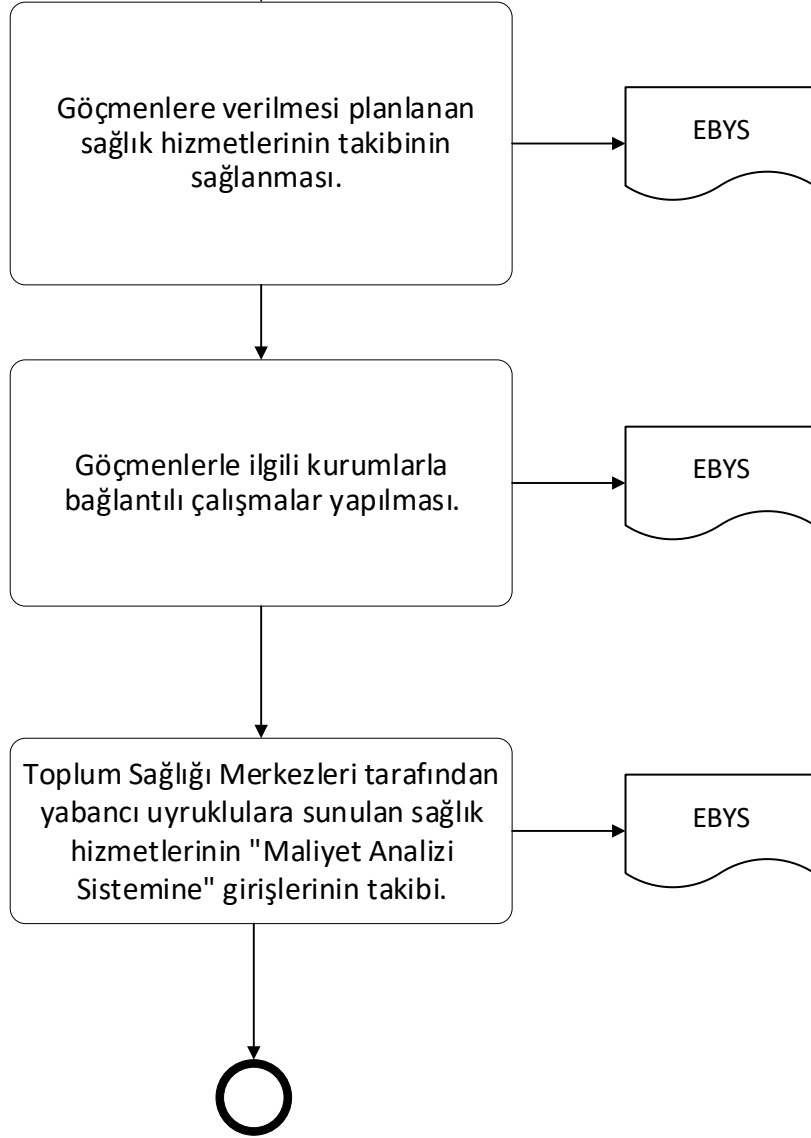 Göçmenlere verilmesi planlanan
sağlık hizmetlerinin takibinin
sağlanması.
EBYS
Göçmenlerle ilgili kurumlarla
bağlantılı çalışmalar yapılması.
EBYS
Toplum Sağlığı Merkezleri tarafından
yabancı uyruklulara sunulan sağlık
hizmetlerinin "Maliyet Analizi
Sistemine" girişlerinin takibi.
EBYS